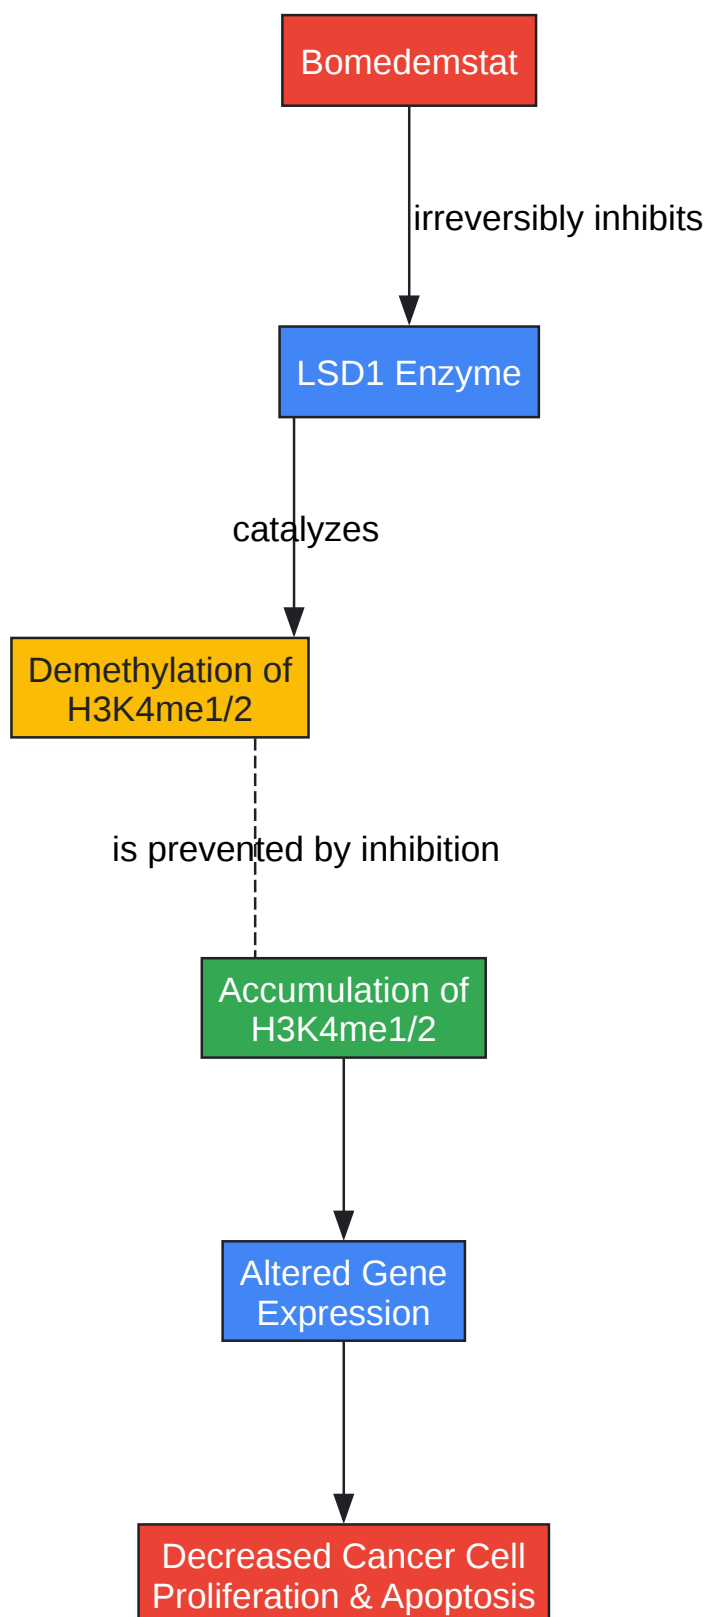 Bomedemstat
irreversibly inhibits
LSD1 Enzyme
catalyzes
Demethylation of
H3K4me1/2
is prevented by inhibition
Accumulation of
H3K4me1/2
Altered Gene
Expression
Decreased Cancer Cell
Proliferation & Apoptosis